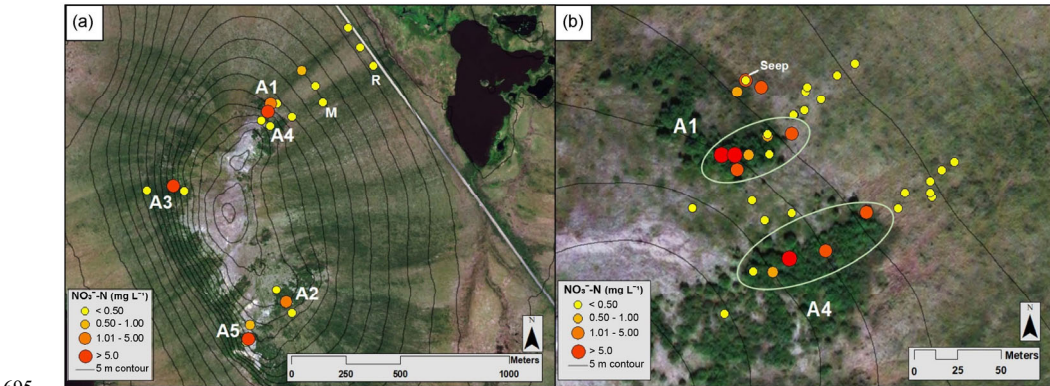 (a)
R
A1
M
A4
A3
A2
A5
NO₃⁻-N (mg L⁻¹)
< 0.50
0.50 - 1.00
1.01 - 5.00
> 5.0
5 m contour
N
Meters
0 250 500 1000
(b)
Seep
A1
A4
NO₃⁻-N (mg L⁻¹)
< 0.50
0.50 - 1.00
1.01 - 5.00
> 5.0
5 m contour
N
Meters
0 25 50
695